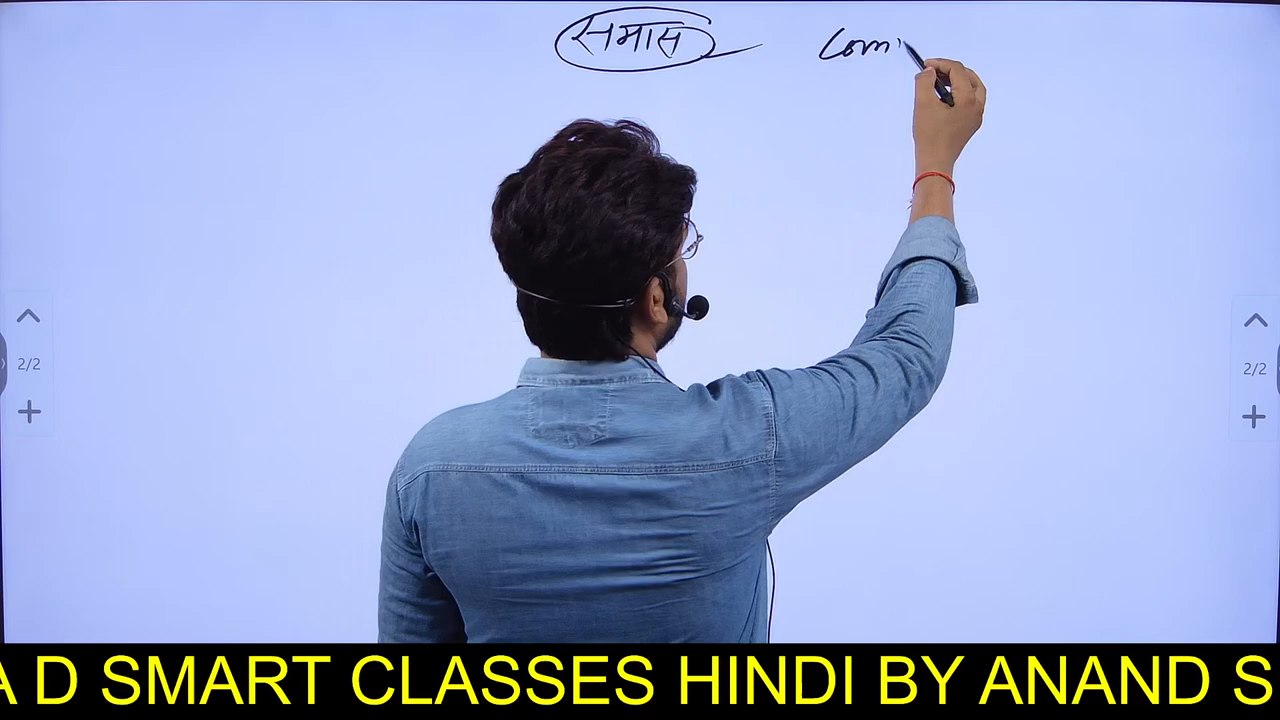 समास Com
2/2
2/2
A D SMART CLASSES HINDI BY ANAND S